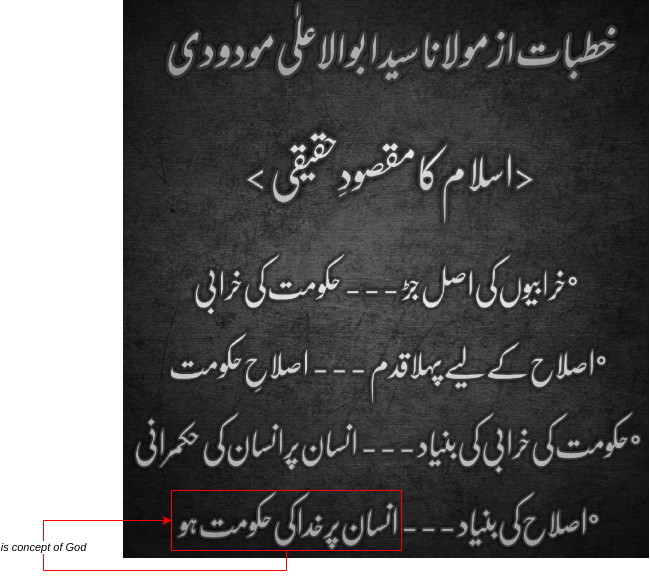 خطبات از مولانا سید ابوالاعلٰی مودودی
<اسلام کا مقصودِ حقیقی>
°خرابیوں کی اصل جڑ --- حکومت کی خرابی
°اصلاح کے لیے پہلا قدم --- اصلاحِ حکومت
°حکومت کی خرابی کی بنیاد --- انسان پر انسان کی حکمرانی
°اصلاح کی بنیاد --- انسان پر خدا کی حکومت ہو
is concept of God